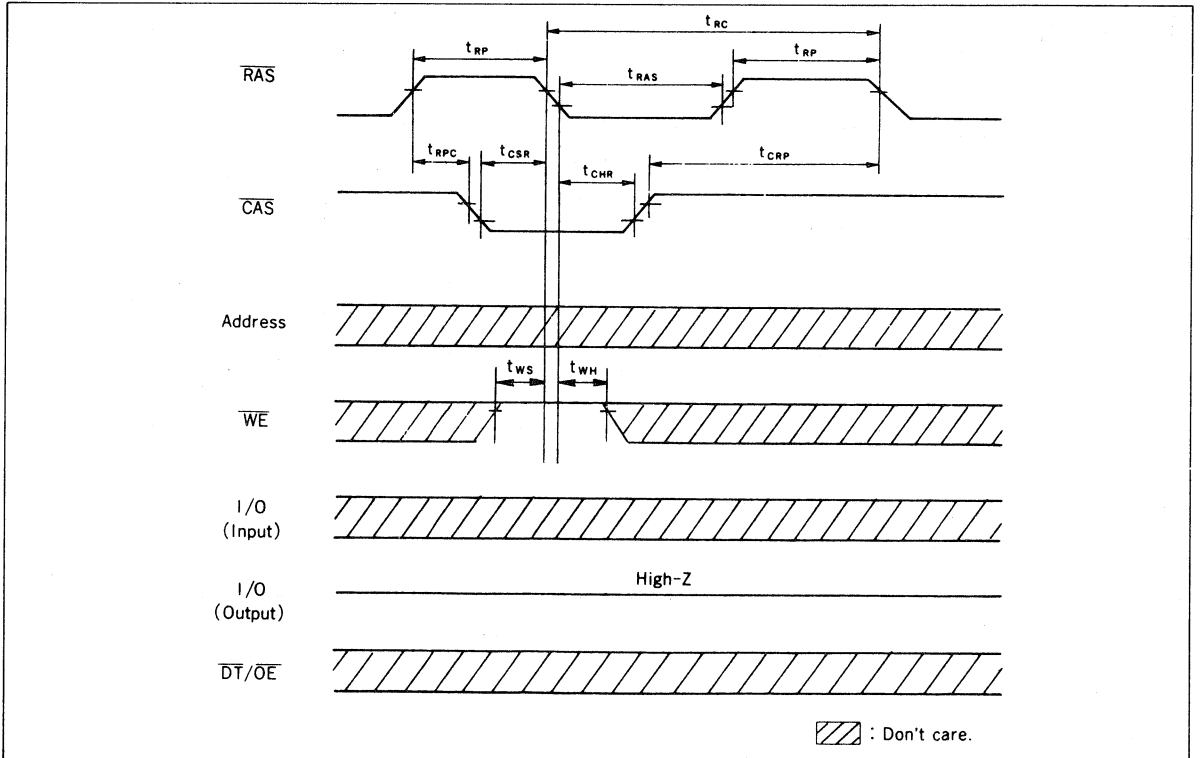 tRC
tRP
tRP
RAS
tRAS
tRPC
tCSR
tCHR
tCRP
CAS
Address
tWS
tWH
WE
I/O
(Input)
High-Z
I/O
(Output)
DT/OE
: Don't care.